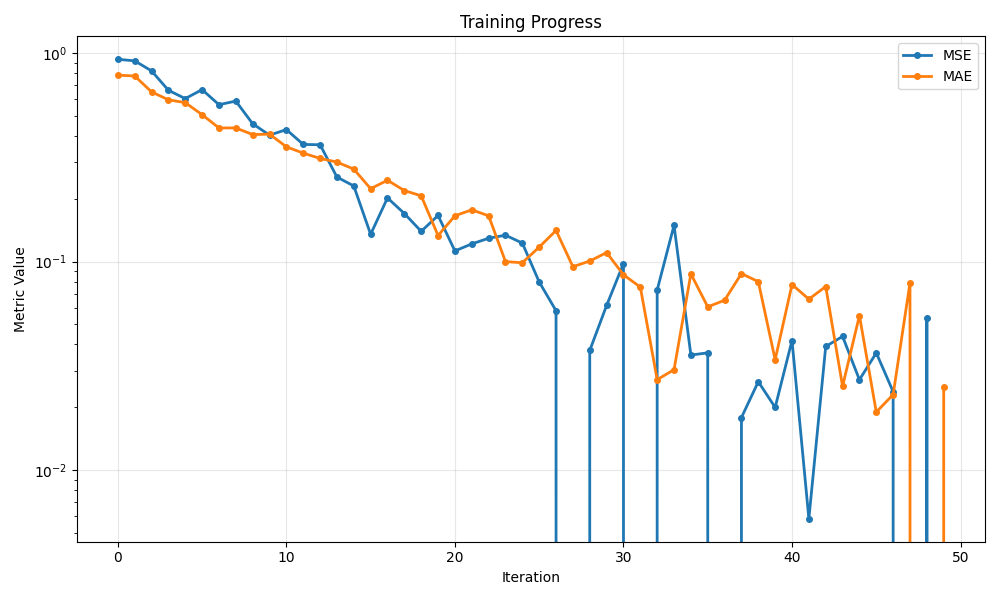 Training Progress
MSE
MAE
Metric Value
10⁰
10⁻¹
10⁻²
0 10 20 30 40 50
Iteration